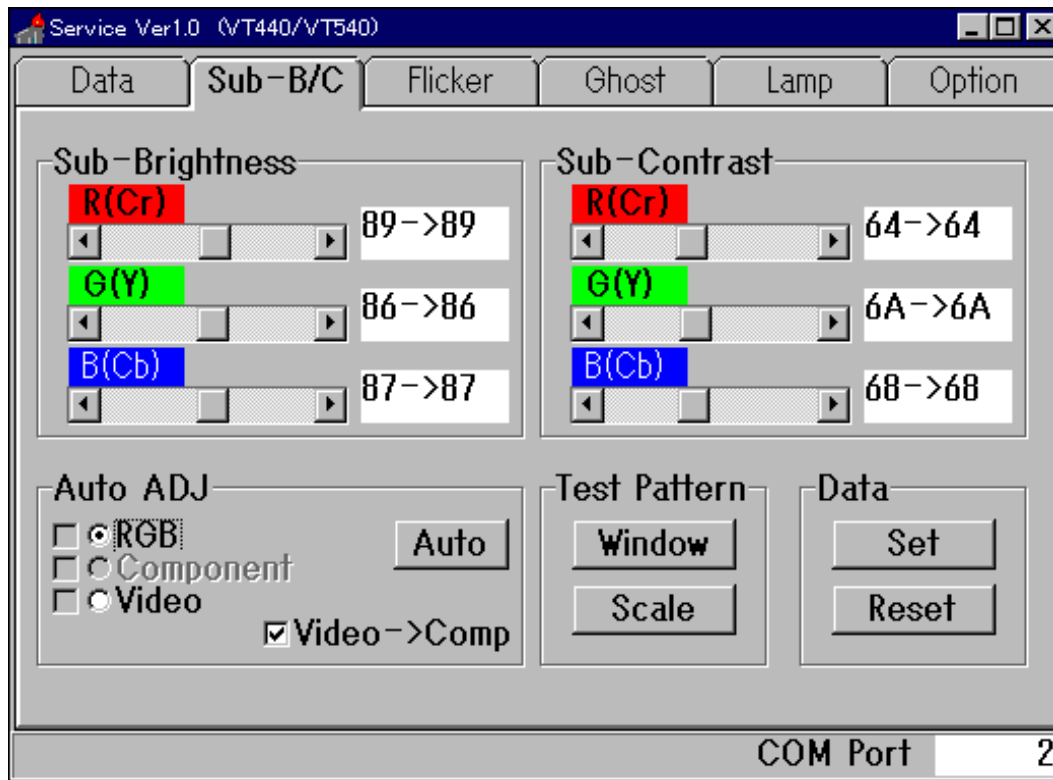 Service Ver1.0 (VT440/VT540)
Data Sub-B/C Flicker Ghost Lamp Option
Sub-Brightness
R(Cr)
89->89
G(Y)
86->86
B(Cb)
87->87
Sub-Contrast
R(Cr)
64->64
G(Y)
6A->6A
B(Cb)
68->68
Auto ADJ
RGB
Component
Video
Auto
Video->Comp
Test Pattern
Window
Scale
Data
Set
Reset
COM Port 2